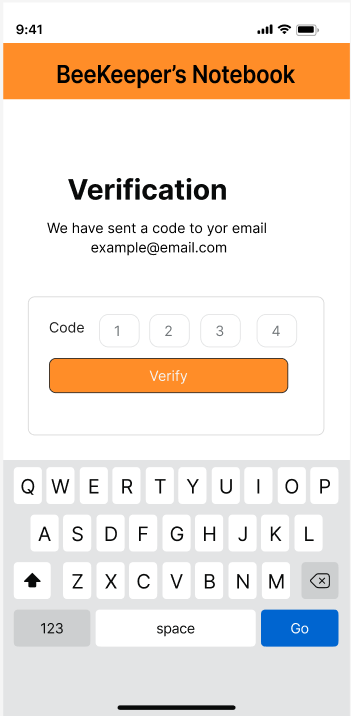 9:41
BeeKeeper's Notebook
Verification
We have sent a code to yor email
example@email.com
Code 1 2 3 4
Verify
Q W E R T Y U I O P
A S D F G H J K L
Z X C V B N M
123 space Go